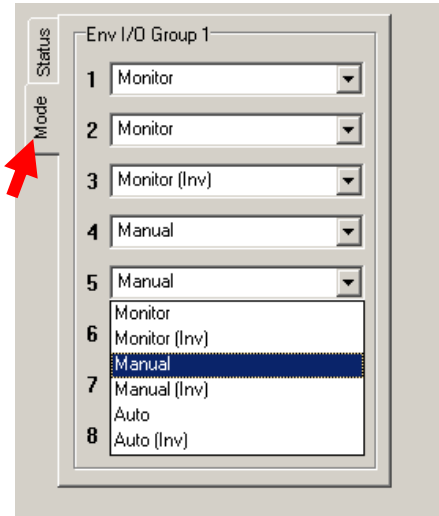 Status
Mode
Env I/O Group 1
1 Monitor
2 Monitor
3 Monitor (Inv)
4 Manual
5 Manual
Monitor
6 Monitor (Inv)
Manual
7 Manual (Inv)
Auto
8 Auto (Inv)